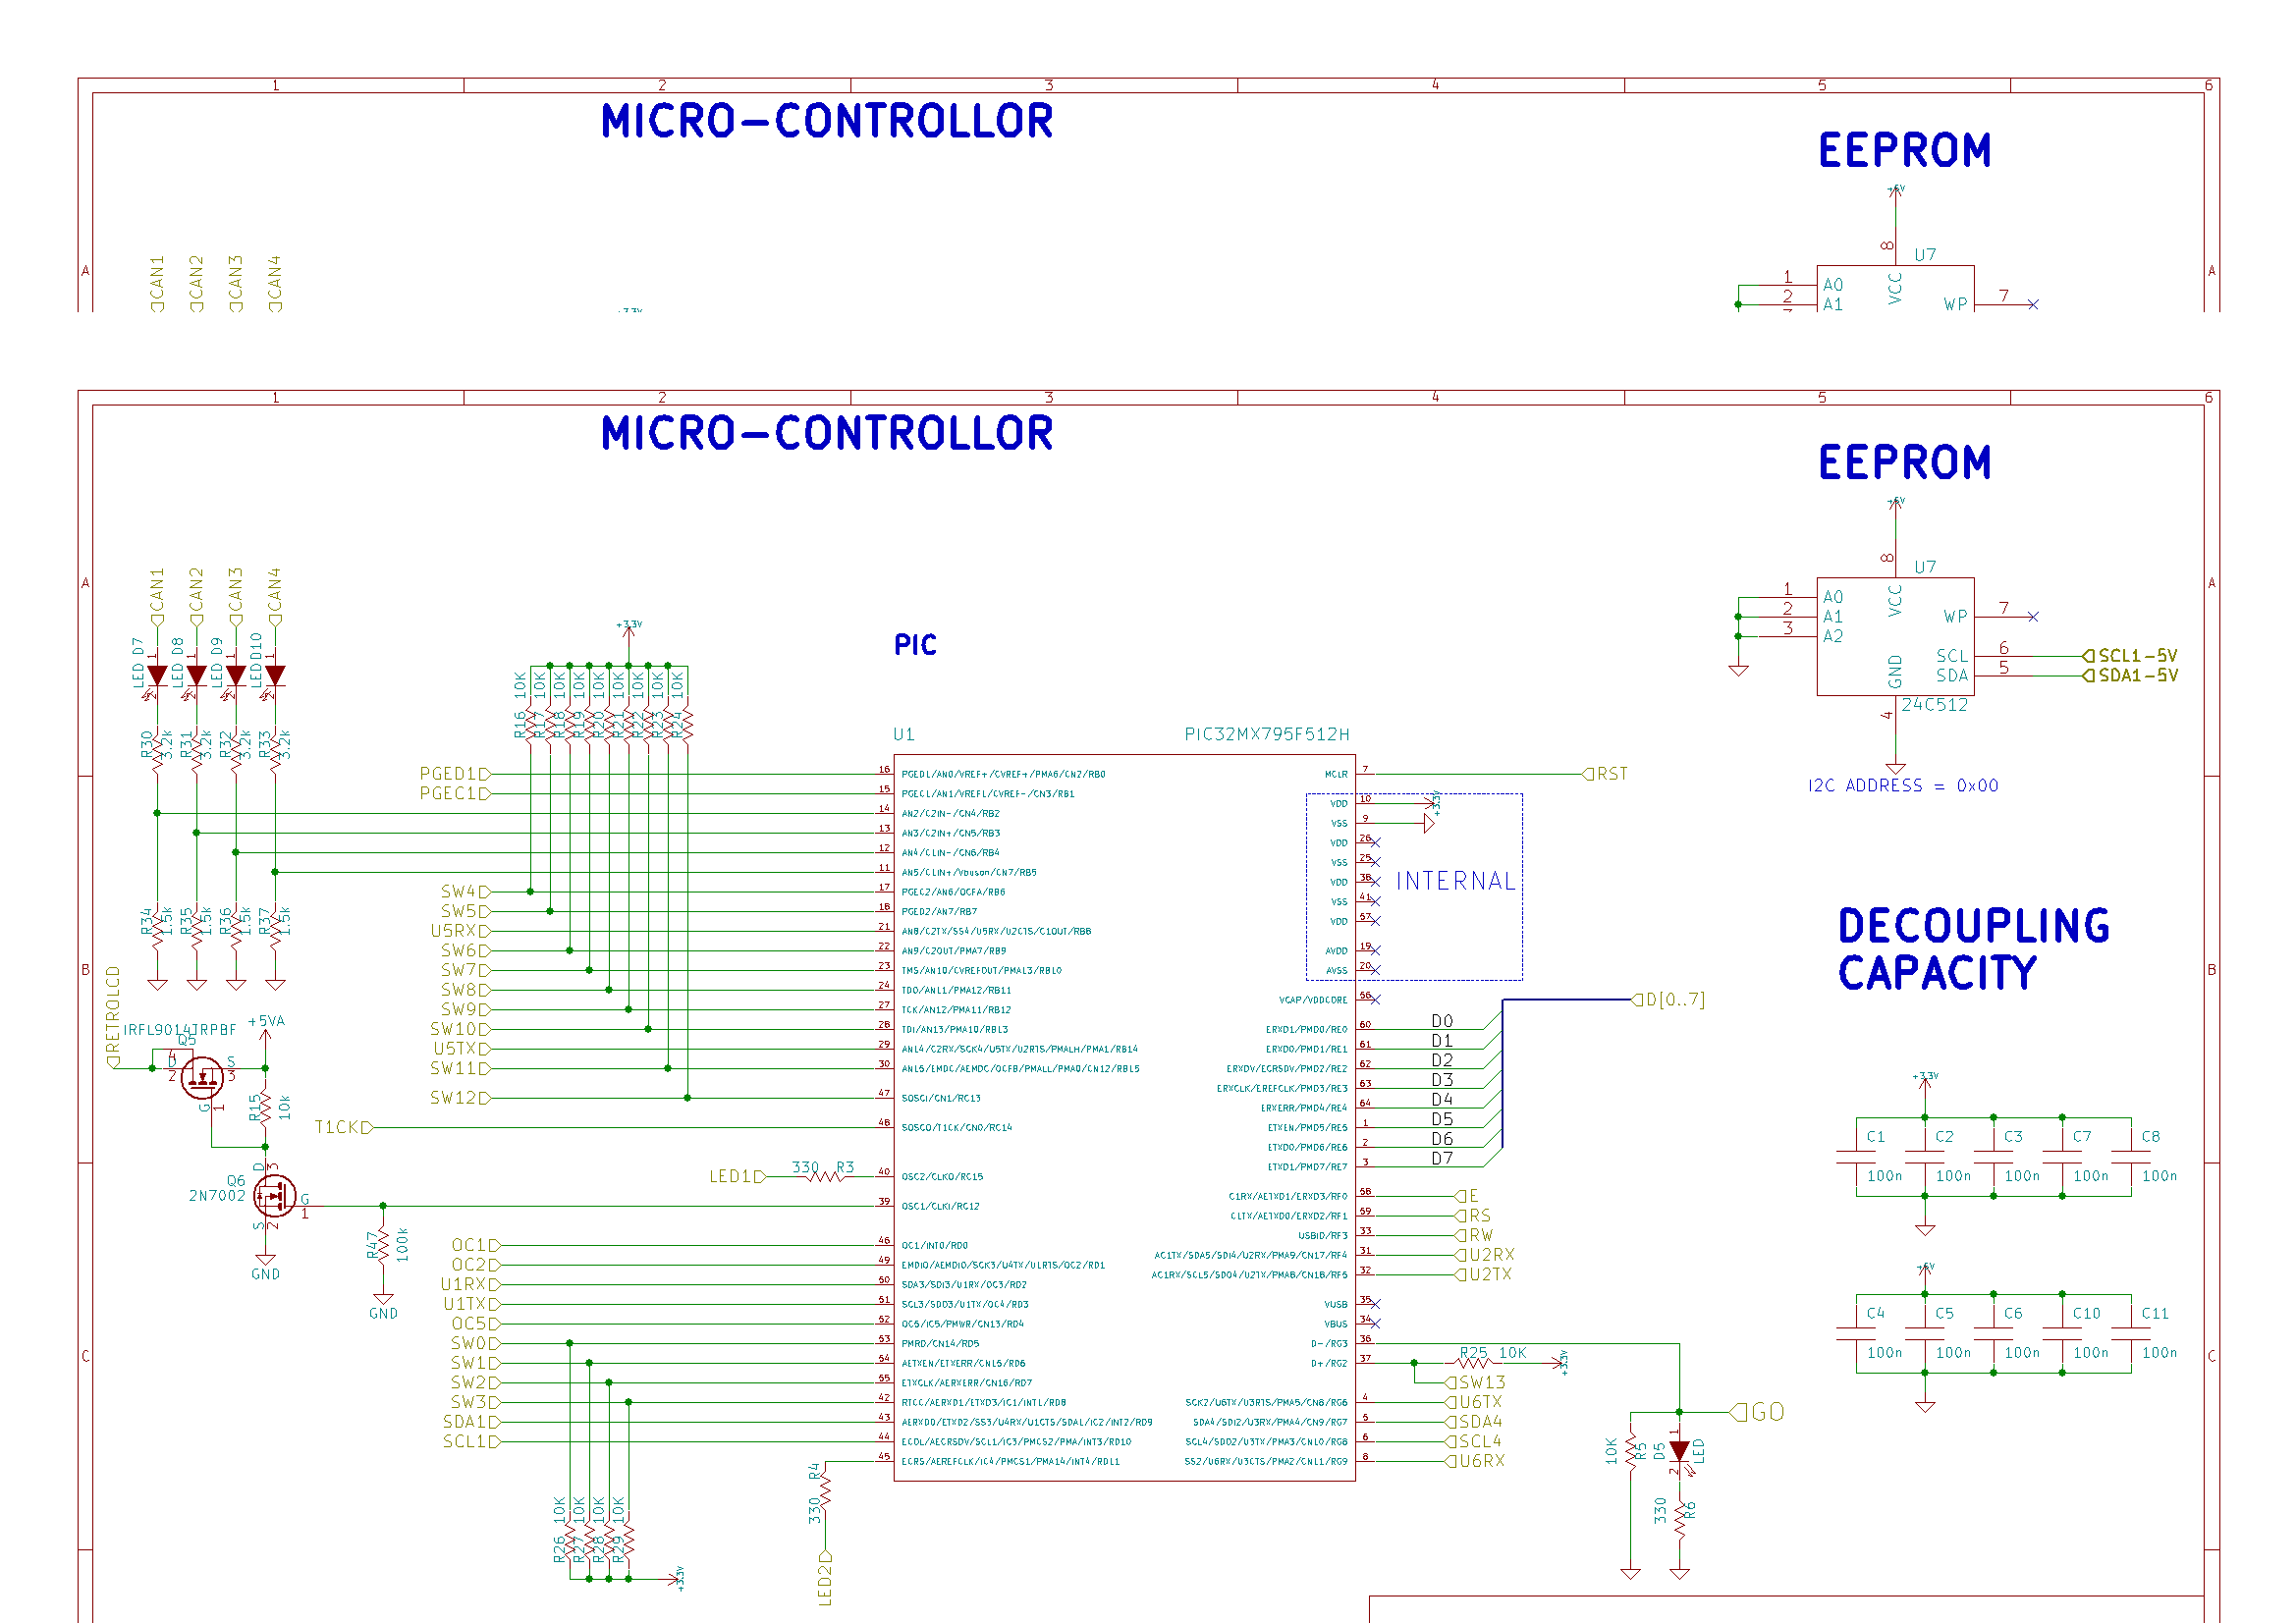 1 2 3 4 5 6
MICRO-CONTROLLOR
EEPROM
+5V
A CAN1 CAN2 CAN3 CAN4 A
8 U7
1 A0 VCC
2 A1 WP 7
1 2 3 4 5 6
MICRO-CONTROLLOR
EEPROM
+5V
8 U7
A CAN1 CAN2 CAN3 CAN4 A
1 A0 VCC
2 A1 WP 7
3 A2
SCL 6 SCL1-5V
GND SDA 5 SDA1-5V
4 24C512
I2C ADDRESS = 0x00
+3.3V
PIC
LED D7 LED D8 LED D9 LED D10
1 1 1 1
2 2 2 2
R16 10K R17 10K R18 10K R19 10K R20 10K R21 10K R22 10K R23 10K R24 10K
R30 3.2k R31 3.2k R32 3.2k R33 3.2k
R34 1.5k R35 1.5k R36 1.5k R37 1.5k
U1 PIC32MX795F512H
PGED1 16 PGED1/AN0/VREF+/CVREF+/PMA6/CN2/RB0
PGEC1 15 PGEC1/AN1/VREF1/CVREF-/CN3/RB1
14 AN2/C2IN-/CN4/RB2
13 AN3/C2IN+/CN5/RB3
12 AN4/C1IN-/CN6/RB4
11 AN5/C1IN+/Vbuson/CN7/RB5
SW4 17 PGEC2/AN6/OCFA/RB6
SW5 18 PGED2/AN7/RB7
U5RX 21 AN8/C2TX/SS4/U5RX/U2CTS/C1OUT/RB8
SW6 22 AN9/C2OUT/PMA7/RB9
SW7 23 TMS/AN10/CVREFOUT/PMA13/RB10
SW8 24 TDO/AN11/PMA12/RB11
SW9 27 TCK/AN12/PMA11/RB12
SW10 28 TDI/AN13/PMA10/RB13
U5TX 29 AN14/C2RX/SCK4/U5TX/U2RTS/PMALH/PMA1/RB14
SW11 30 AN15/EMDC/AEMDC/OCFB/PMALL/PMA0/CN12/RB15
SW12 47 SOSCI/CN1/RC13
T1CK 48 SOSCO/T1CK/CN0/RC14
LED1 330 R3 40 OSC2/CLKO/RC15
39 OSC1/CLKI/RC12
OC1 46 OC1/INT0/RD0
OC2 49 EMDIO/AEMDIO/SCK3/U4TX/U1RTS/OC2/RD1
U1RX 50 SDA3/SDI3/U1RX/OC3/RD2
U1TX 51 SCL3/SDO3/U1TX/OC4/RD3
OC5 52 OC5/IC5/PMWR/CN13/RD4
SW0 53 PMRD/CN14/RD5
SW1 54 AETXEN/ETXERR/CN15/RD6
SW2 55 ETXCLK/AERXERR/CN16/RD7
SW3 42 RTCC/AERXD1/ETXD3/IC1/INT1/RD8
SDA1 43 AERXD0/ETXD2/SS3/U4RX/U1CTS/SDA1/IC2/INT2/RD9
SCL1 44 ECOL/AECRSDV/SCL1/IC3/PMCS2/PMA/INT3/RD10
45 ECRS/AEREFCLK/IC4/PMCS1/PMA14/INT4/RD11
330 R4
LED2
R26 10K R27 10K R28 10K R29 10K
+3.3V
MCLR 7 RST
VDD 10 +3.3V
VSS 9
VDD 26
VSS 25
VDD 38
VSS 41
VDD 57
AVDD 19
AVSS 20
INTERNAL
VCAP/VDDCORE 56
D[0..7]
ERXD1/PMD0/RE0 60 D0
ERXD0/PMD1/RE1 61 D1
ERXDV/ECRSDV/PMD2/RE2 62 D2
ERXCLK/EREFCLK/PMD3/RE3 63 D3
ERXERR/PMD4/RE4 64 D4
ETXEN/PMD5/RE5 1 D5
ETXD0/PMD6/RE6 2 D6
ETXD1/PMD7/RE7 3 D7
C1RX/AETXD1/ERXD3/RF0 58 E
C1TX/AETXD0/ERXD2/RF1 59 RS
USBID/RF3 33 RW
AC1TX/SDA5/SDI4/U2RX/PMA9/CN17/RF4 31 U2RX
AC1RX/SCL5/SDO4/U2TX/PMA8/CN18/RF5 32 U2TX
VUSB 35
VBUS 34
D-/RG3 36
D+/RG2 37 R25 10K +3.3V
SW13
SCK2/U6TX/U3RTS/PMA5/CN8/RG6 4 U6TX
SDA4/SDI2/U3RX/PMA4/CN9/RG7 5 SDA4
SCL4/SDO2/U3TX/PMA3/CN10/RG8 6 SCL4
SS2/U6RX/U3CTS/PMA2/CN11/RG9 8 U6RX
GO
10K R5 D5 LED
1
2
330 R6
B RETROLCD B
IRFL9014TRPBF +5VA
Q5
4 D S
2 3
G 1
R15 10k
Q6 D 3
2N7002 G
1
S 2
GND
R47 100k
GND
DECOUPLING
CAPACITY
+3.3V
C1 C2 C3 C7 C8
100n 100n 100n 100n 100n
+5V
C4 C5 C6 C10 C11
100n 100n 100n 100n 100n
C C